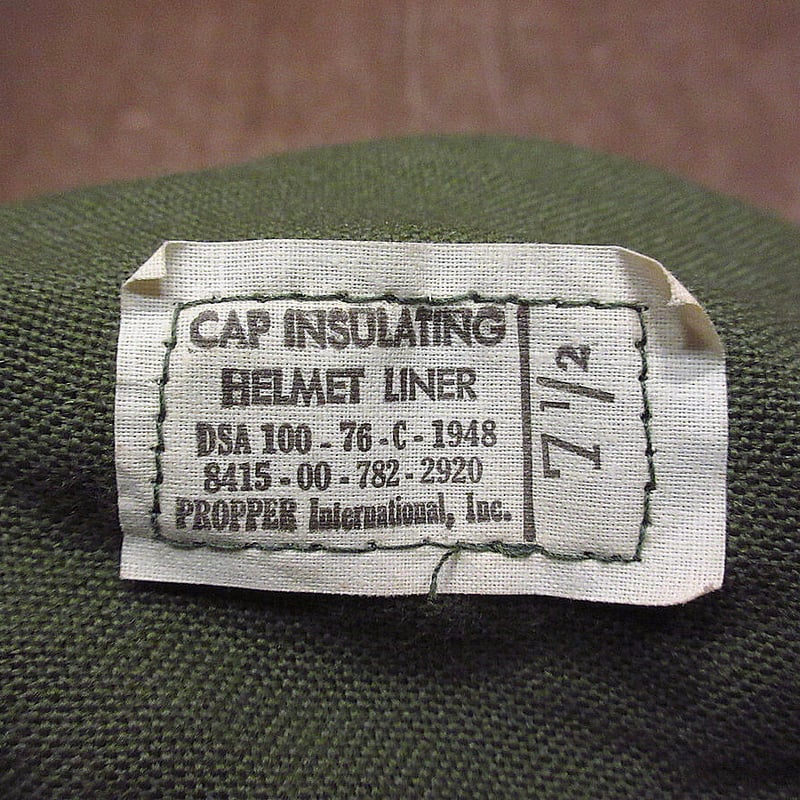 CAP INSULATING
HELMET LINER
DSA 100 - 76 - C - 1948
8415 - 00 - 782 - 2920
PROPPER International, Inc.
7 1/2